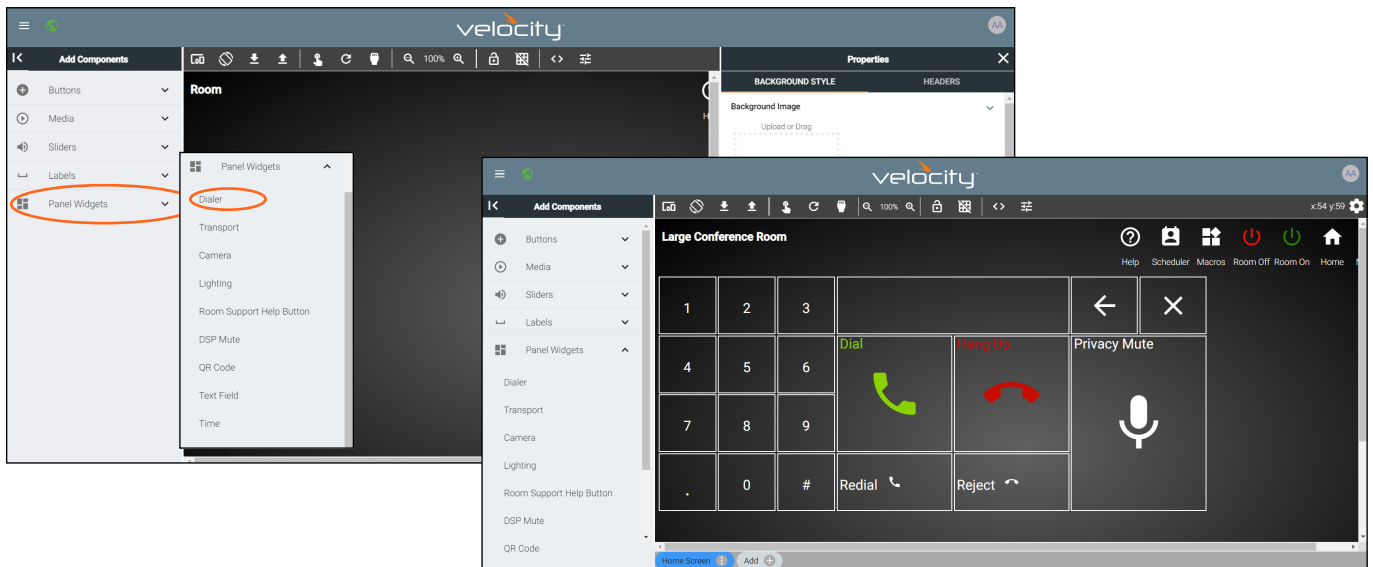 velocity
AA
Add Components
100%
Properties
Buttons
Room
BACKGROUND STYLE
HEADERS
Media
H
Background Image
Upload or Drag
Sliders
Labels
Panel Widgets
Panel Widgets
Dialer
Transport
Camera
Lighting
Room Support Help Button
DSP Mute
QR Code
Text Field
Time
velocity
AA
Add Components
100%
x:54 y:59
Buttons
Media
Sliders
Labels
Panel Widgets
Dialer
Transport
Camera
Lighting
Room Support Help Button
DSP Mute
QR Code
Large Conference Room
Help Scheduler Macros Room Off Room On Home
1 2 3
Dial Hang Up Privacy Mute
4 5 6
7 8 9
. 0 # Redial Reject
Home Screen Add